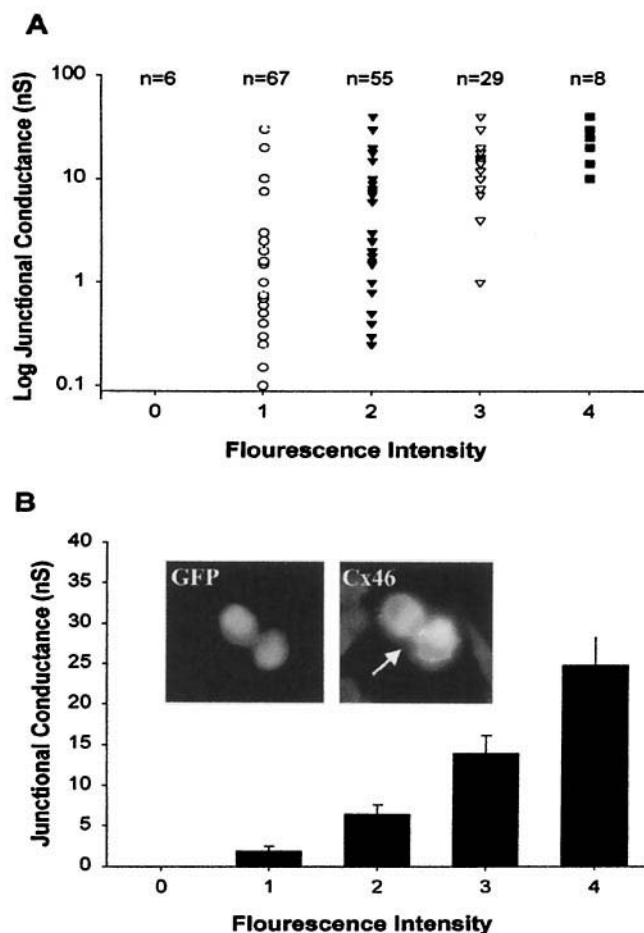 A
n=6 n=67 n=55 n=29 n=8
Log Junctional Conductance (nS)
100
10
1
0.1
0 1 2 3 4
Flourescence Intensity
B
Junctional Conductance (nS)
40
35
30
25
20
15
10
5
0
GFP Cx46
0 1 2 3 4
Flourescence Intensity